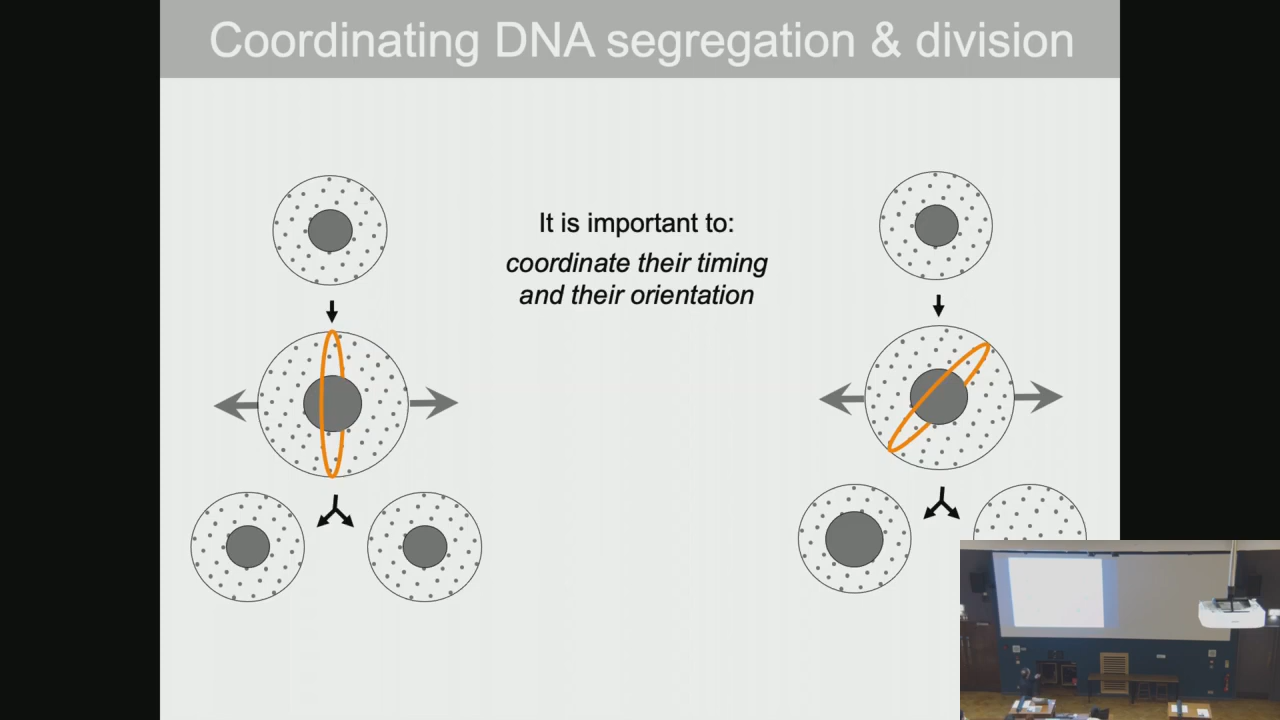 Coordinating DNA segregation & division
It is important to:
coordinate their timing
and their orientation